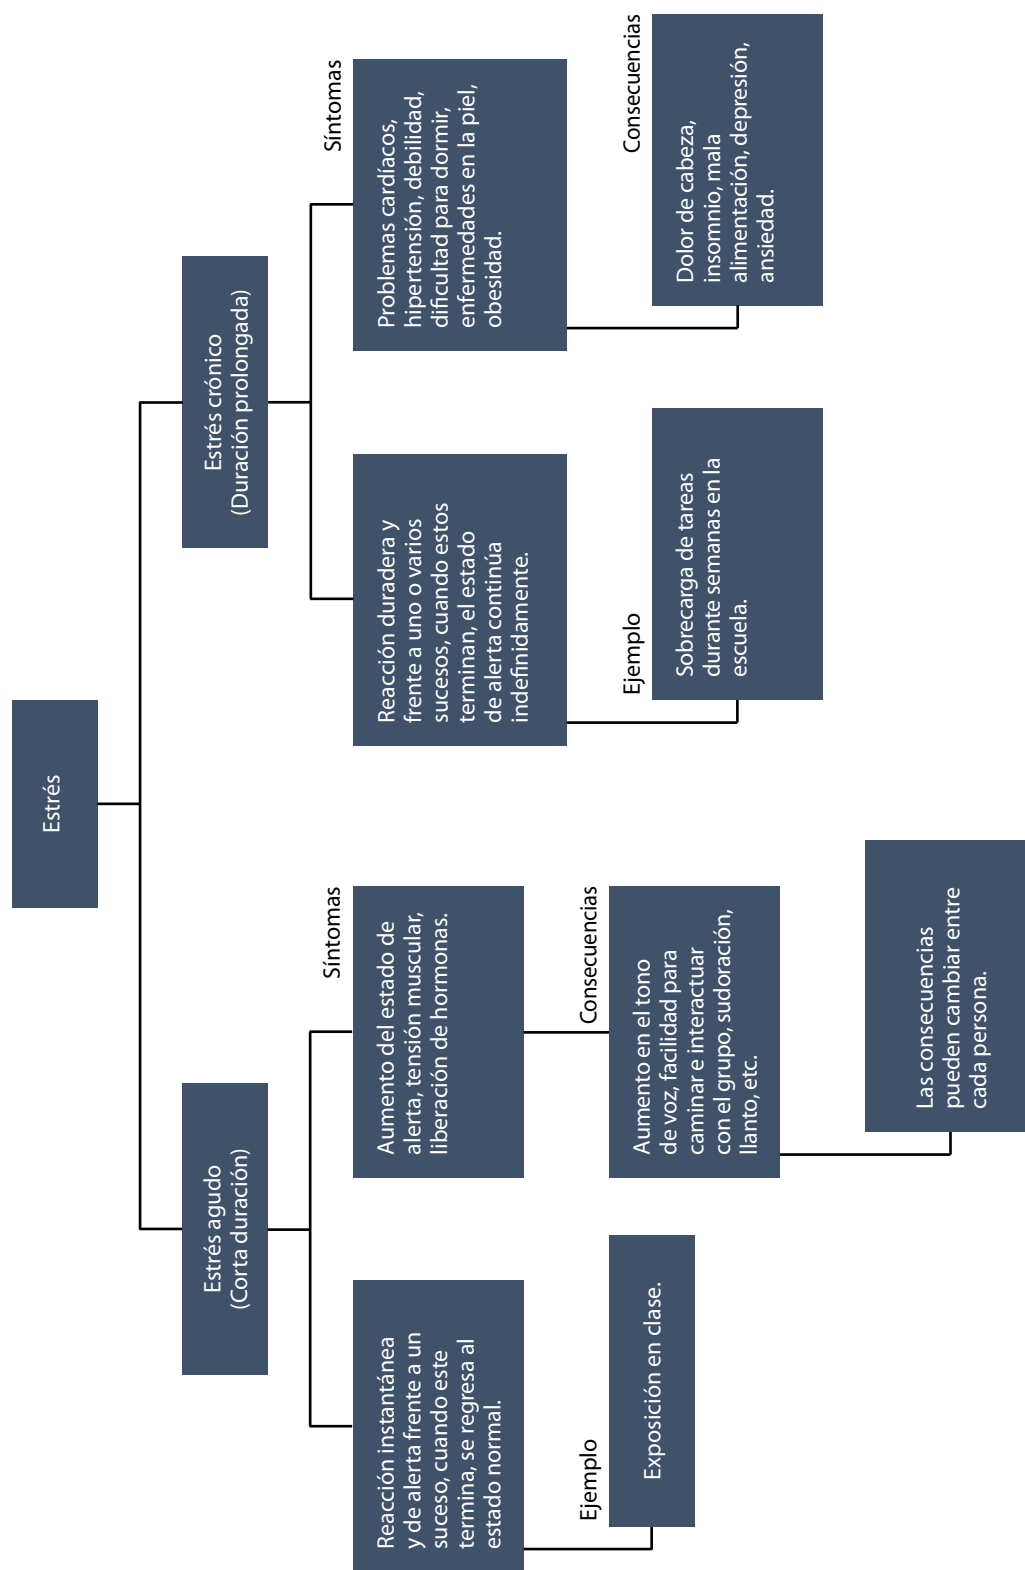 Estrés
Estrés agudo
(Corta duración)
Reacción instantánea
y de alerta frente a un
suceso, cuando este
termina, se regresa al
estado normal.
Ejemplo
Exposición en clase.
Síntomas
Aumento del estado de
alerta, tensión muscular,
liberación de hormonas.
Consecuencias
Aumento en el tono
de voz, facilidad para
caminar e interactuar
con el grupo, sudoración,
llanto, etc.
Las consecuencias
pueden cambiar entre
cada persona.
Estrés crónico
(Duración prolongada)
Reacción duradera y
frente a uno o varios
sucesos, cuando estos
terminan, el estado
de alerta continúa
indefinidamente.
Ejemplo
Sobrecarga de tareas
durante semanas en la
escuela.
Síntomas
Problemas cardíacos,
hipertensión, debilidad,
dificultad para dormir,
enfermedades en la piel,
obesidad.
Consecuencias
Dolor de cabeza,
insomnio, mala
alimentación, depresión,
ansiedad.